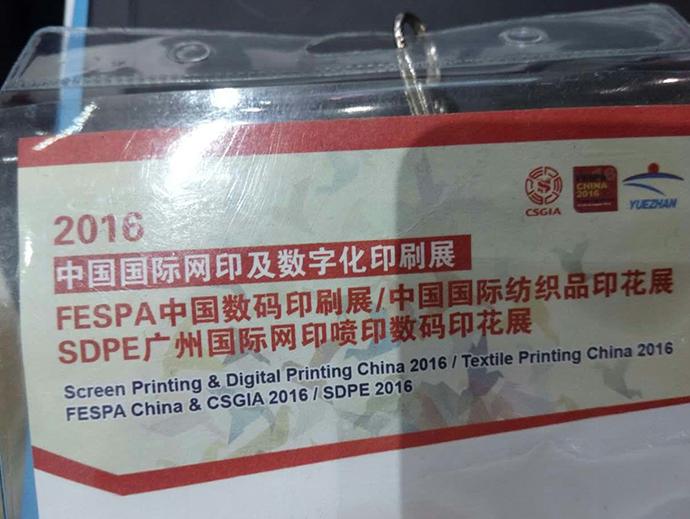 CSGIA
CHINA
2016
YUEZHAN
2016
中国国际网印及数字化印刷展
FESPA中国数码印刷展/中国国际纺织品印花展
SDPE广州国际网印喷印数码印花展
Screen Printing & Digital Printing China 2016 / Textile Printing China 2016
FESPA China & CSGIA 2016 / SDPE 2016